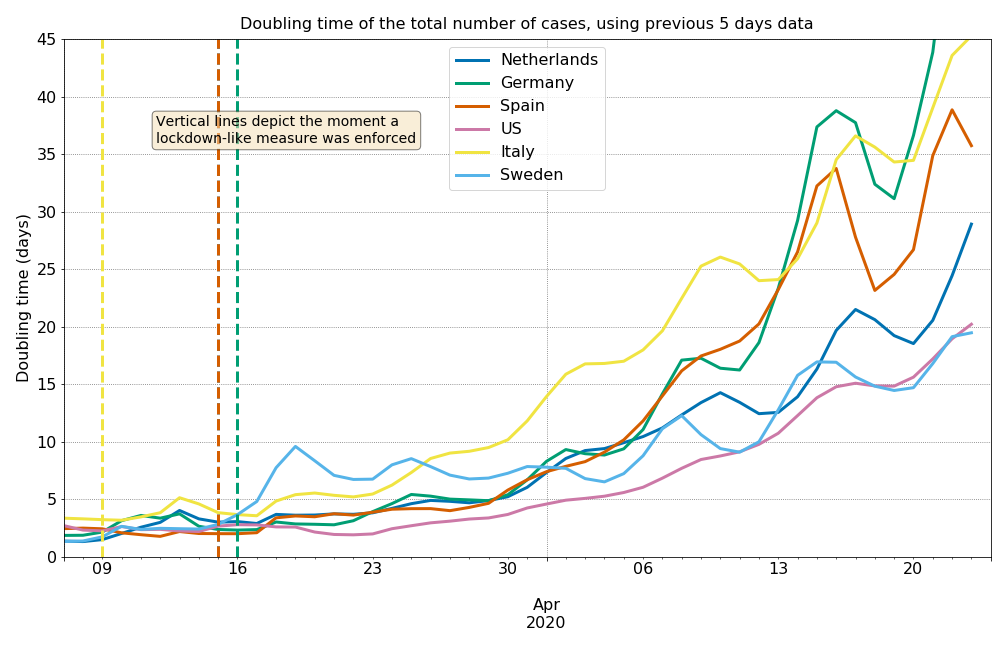 Doubling time of the total number of cases, using previous 5 days data
45
40
35
30
25
20
15
10
5
0
Doubling time (days)
Vertical lines depict the moment a
lockdown-like measure was enforced
Netherlands
Germany
Spain
US
Italy
Sweden
09
16
23
30
06
13
20
Apr
2020